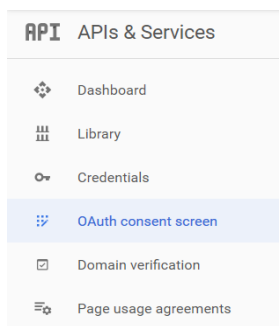 API APIs & Services
Dashboard
Library
Credentials
OAuth consent screen
Domain verification
Page usage agreements